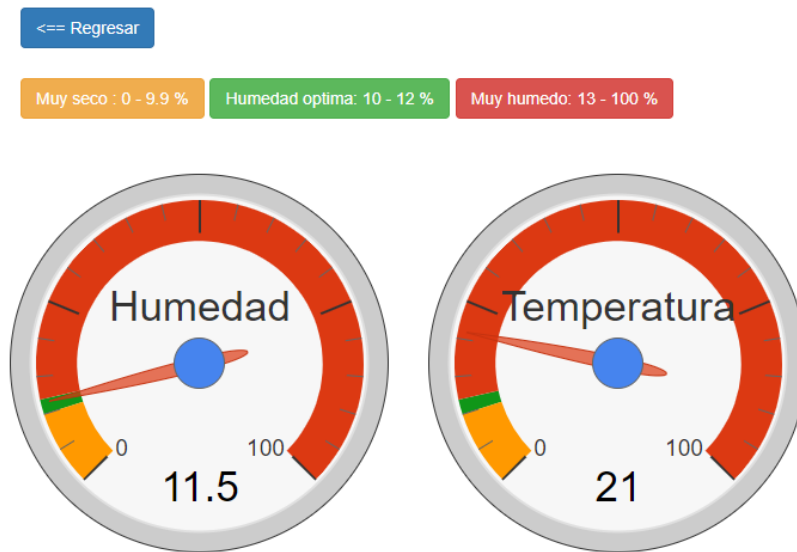 <== Regresar
Muy seco : 0 - 9.9 % Humedad optima: 10 - 12 % Muy humedo: 13 - 100 %
Humedad
0 100
11.5
Temperatura
0 100
21